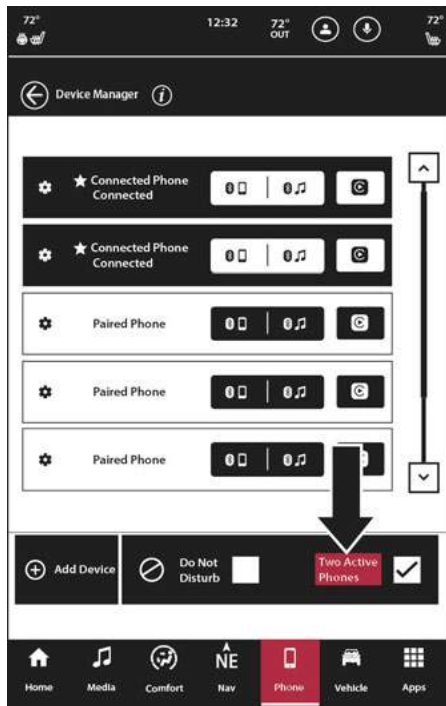 72°
12:32
72°
OUT
72°
Device Manager
i
Connected Phone
Connected
Connected Phone
Connected
Paired Phone
Paired Phone
Paired Phone
Add Device
Do Not
Disturb
Two Active
Phones
NE
Home
Media
Comfort
Nav
Phone
Vehicle
Apps